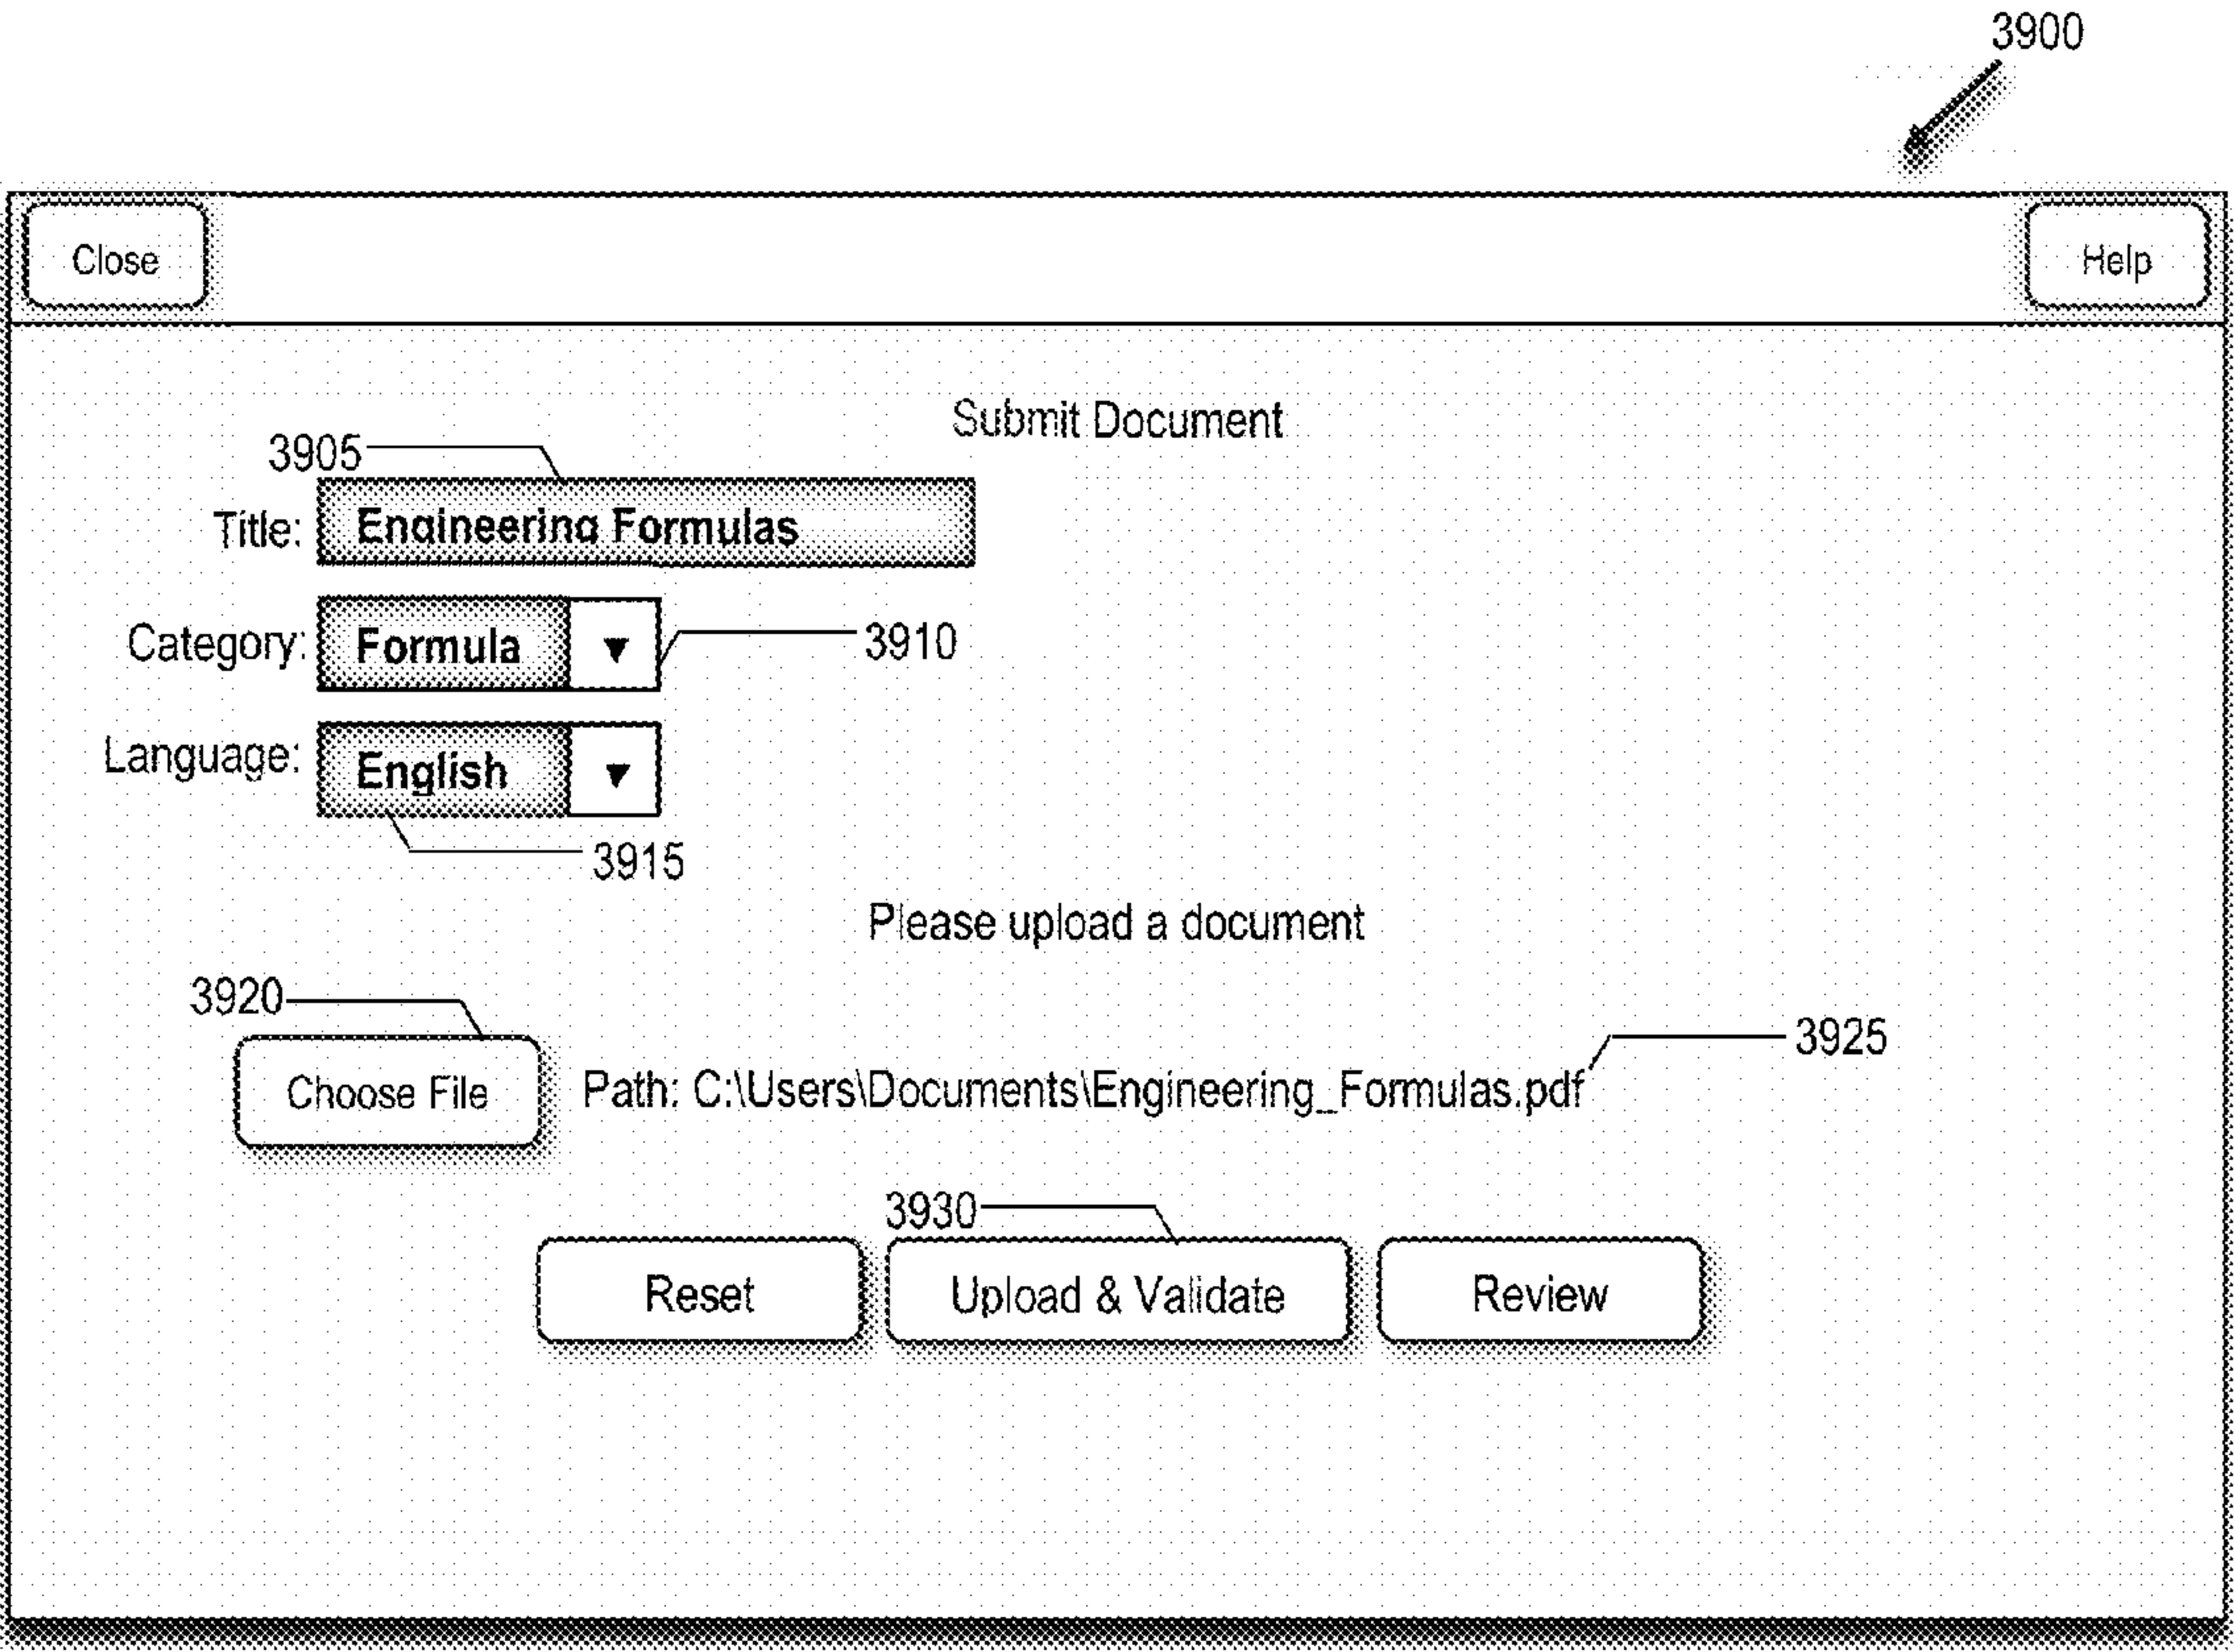 3900
Close Help
Submit Document
3905
Title: Engineering Formulas
Category: Formula ▼ 3910
Language: English ▼
3915
Please upload a document
3920
3925
Choose File Path: C:\Users\Documents\Engineering_Formulas.pdf
3930
Reset Upload & Validate Review